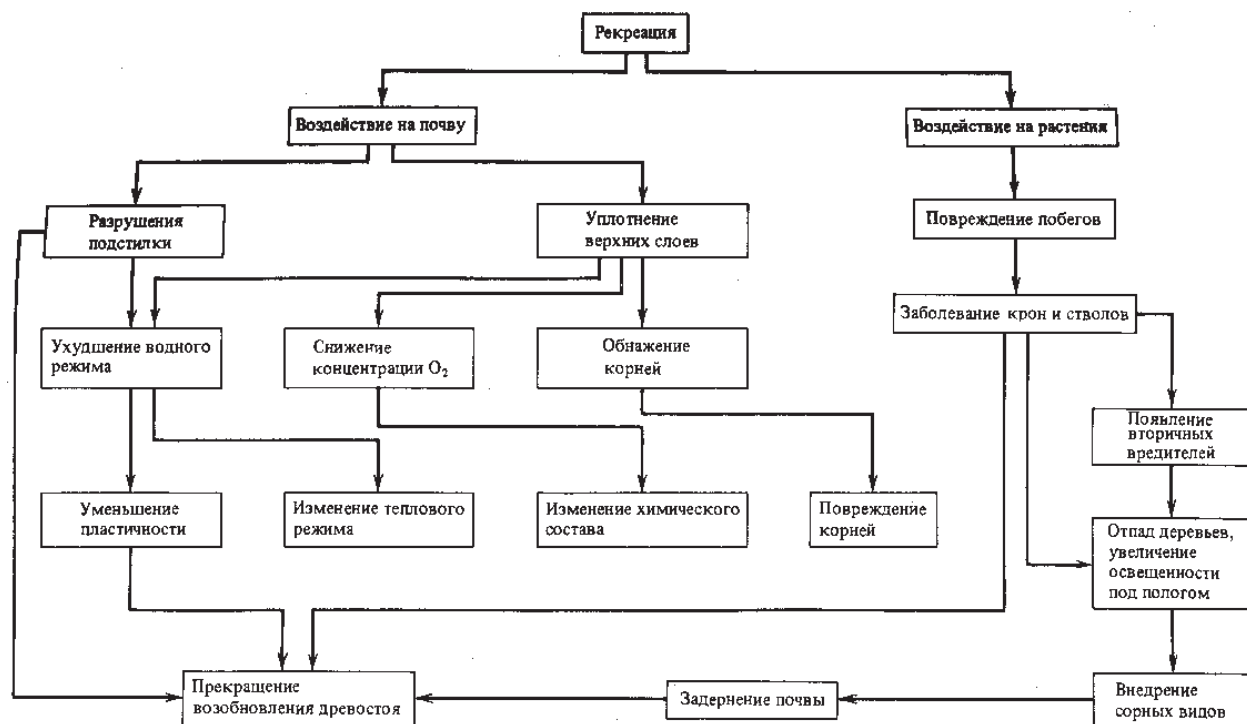 Рекреация
Воздействие на почву
Воздействие на растения
Разрушения
подстилки
Уплотнение
верхних слоев
Повреждение побегов
Заболевание крон и стволов
Ухудшение водного
режима
Снижение
концентрации O₂
Обнажение
корней
Появление
вторичных
вредителей
Уменьшение
пластичности
Изменение теплового
режима
Изменение химического
состава
Повреждение
корней
Отпад деревьев,
увеличение
освещенности
под пологом
Прекращение
возобновления древостоя
Задернение почвы
Внедрение
сорных видов